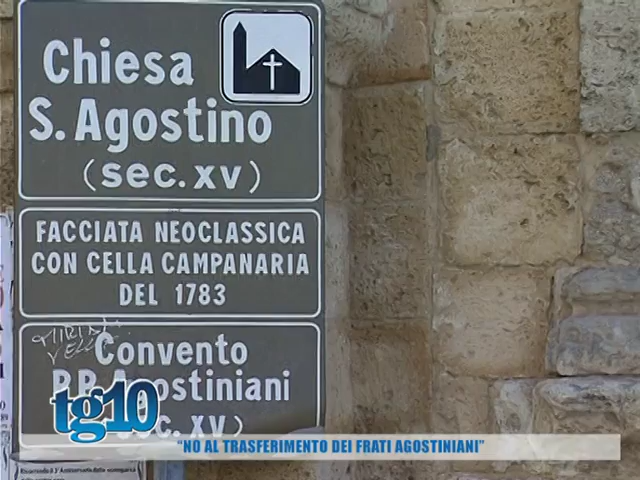 Chiesa
S. Agostino
(sec. XV)
FACCIATA NEOCLASSICA
CON CELLA CAMPANARIA
DEL 1783
MIRIAM
Convento
P.P. Agostiniani
sec. XV)
tg10
"NO AL TRASFERIMENTO DEI FRATI AGOSTINIANI"